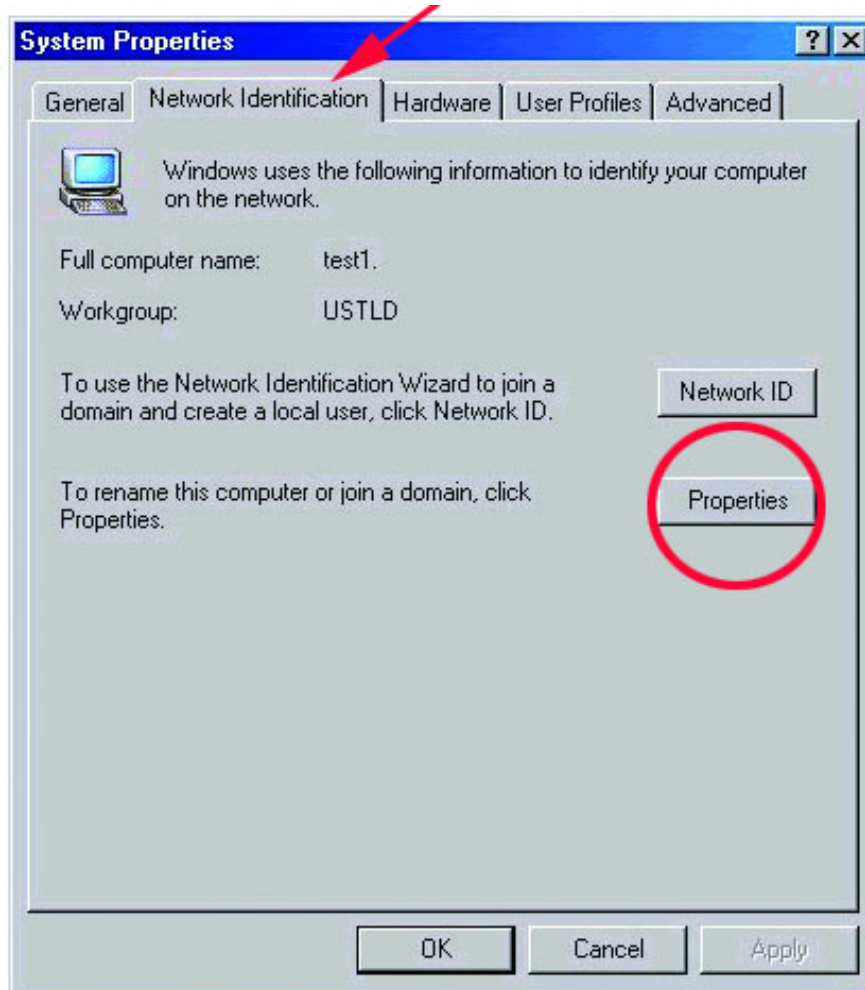 System Properties
General Network Identification Hardware User Profiles Advanced
Windows uses the following information to identify your computer
on the network.
Full computer name: test1.
Workgroup: USTLD
To use the Network Identification Wizard to join a
domain and create a local user, click Network ID.
Network ID
To rename this computer or join a domain, click
Properties.
Properties
OK Cancel Apply